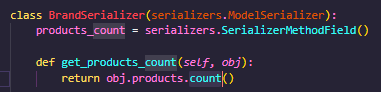 class BrandSerializer(serializers.ModelSerializer):
    products_count = serializers.SerializerMethodField()

    def get_products_count(self, obj):
        return obj.products.count()